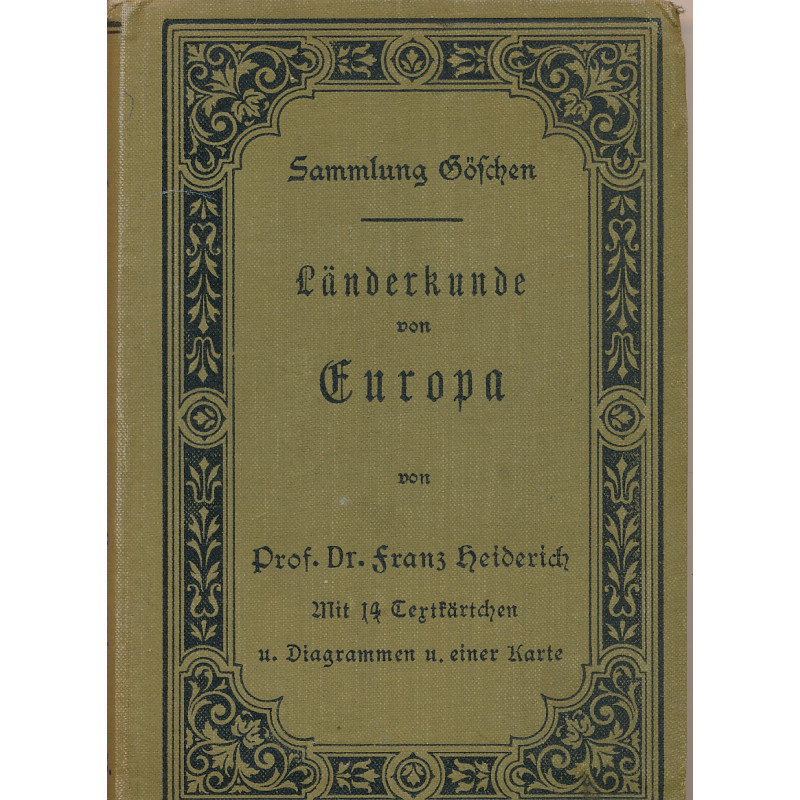 Sammlung Göschen
Länderkunde
von
Europa
von
Prof. Dr. Franz Heiderich
Mit 14 Textkärtchen
u. Diagrammen u. einer Karte